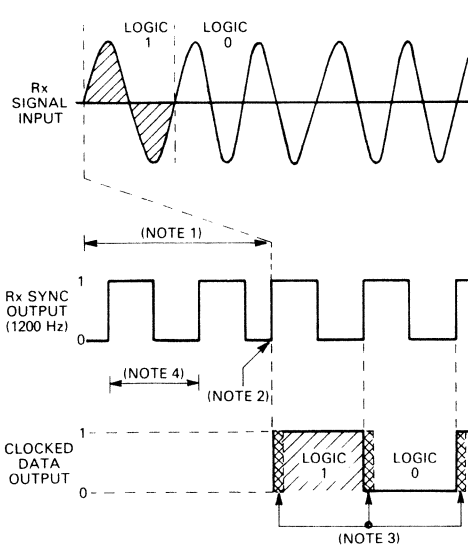 LOGIC
1
LOGIC
0
Rx
SIGNAL
INPUT
(NOTE 1)
1
Rx SYNC
OUTPUT
(1200 Hz)
0
(NOTE 4)
(NOTE 2)
1
CLOCKED
DATA
OUTPUT
LOGIC
1
LOGIC
0
0
(NOTE 3)